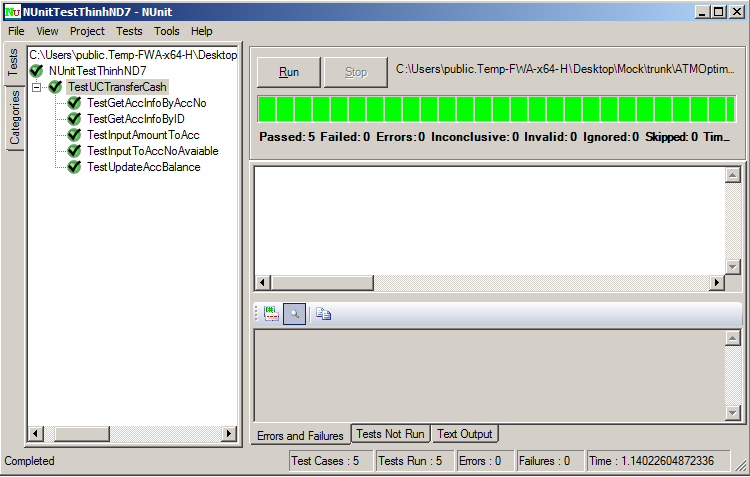 NUnitTestThinhND7 - NUnit
File View Project Tests Tools Help
Tests
Categories
C:\Users\public.Temp-FWA-x64-H\Desktop
NUnitTestThinhND7
TestUCTransferCash
TestGetAccInfoByAccNo
TestGetAccInfoByID
TestInputAmountToAcc
TestInputToAccNoAvaiable
TestUpdateAccBalance
Run Stop C:\Users\public.Temp-FWA-x64-H\Desktop\Mock\trunk\ATMOptim...
Passed: 5 Failed: 0 Errors: 0 Inconclusive: 0 Invalid: 0 Ignored: 0 Skipped: 0 Tim...
Errors and Failures Tests Not Run Text Output
Completed Test Cases : 5 Tests Run : 5 Errors : 0 Failures : 0 Time : 1.14022604872336